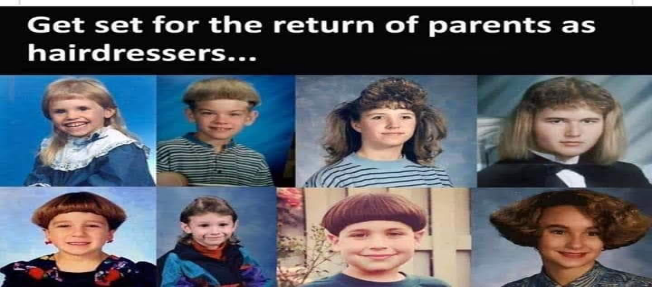 Get set for the return of parents as
hairdressers...